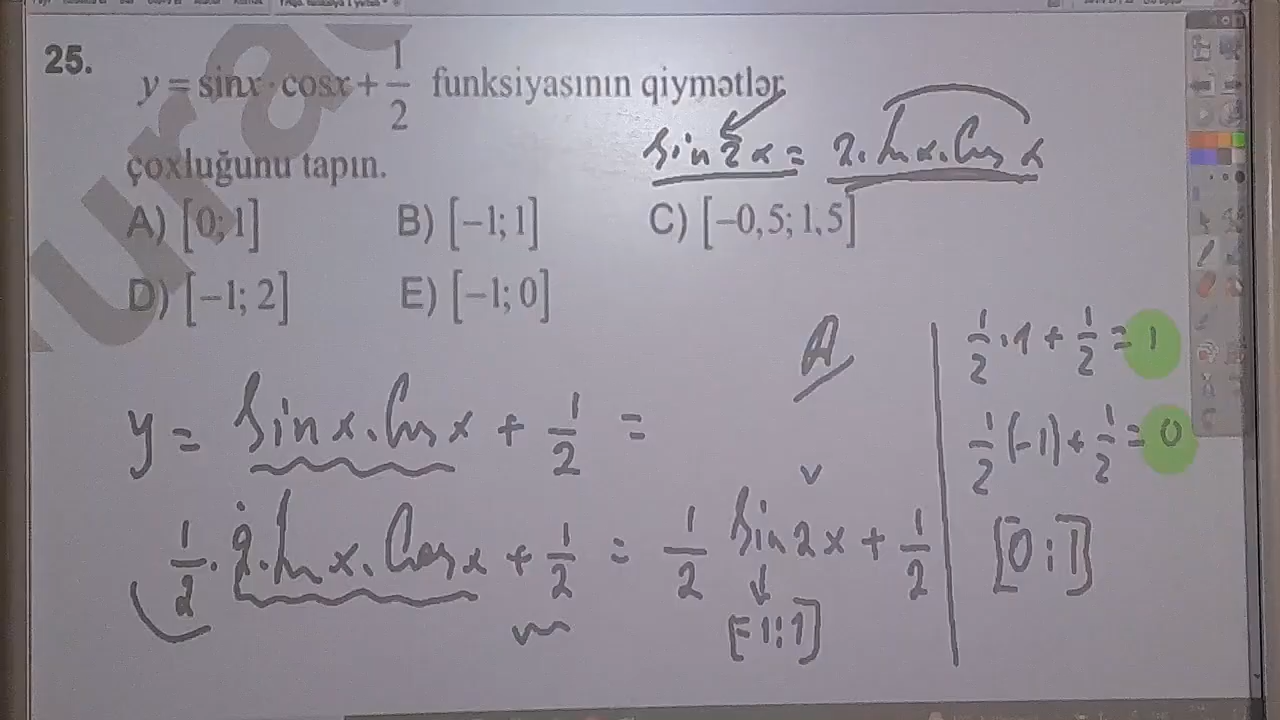 25.
y = sinx · cosx + 1/2 funksiyasının qiymətlər
çoxluğunu tapın.
sin2x = 2·sinx·cosx
A) [0; 1] B) [−1; 1] C) [−0,5; 1,5]
D) [−1; 2] E) [−1; 0]
A
y = sinx·cosx + 1/2 =
1/2·2·sinx·cosx + 1/2 = 1/2 sin2x + 1/2
[-1;1]
1/2·1 + 1/2 = 1
1/2(-1) + 1/2 = 0
[0;1]